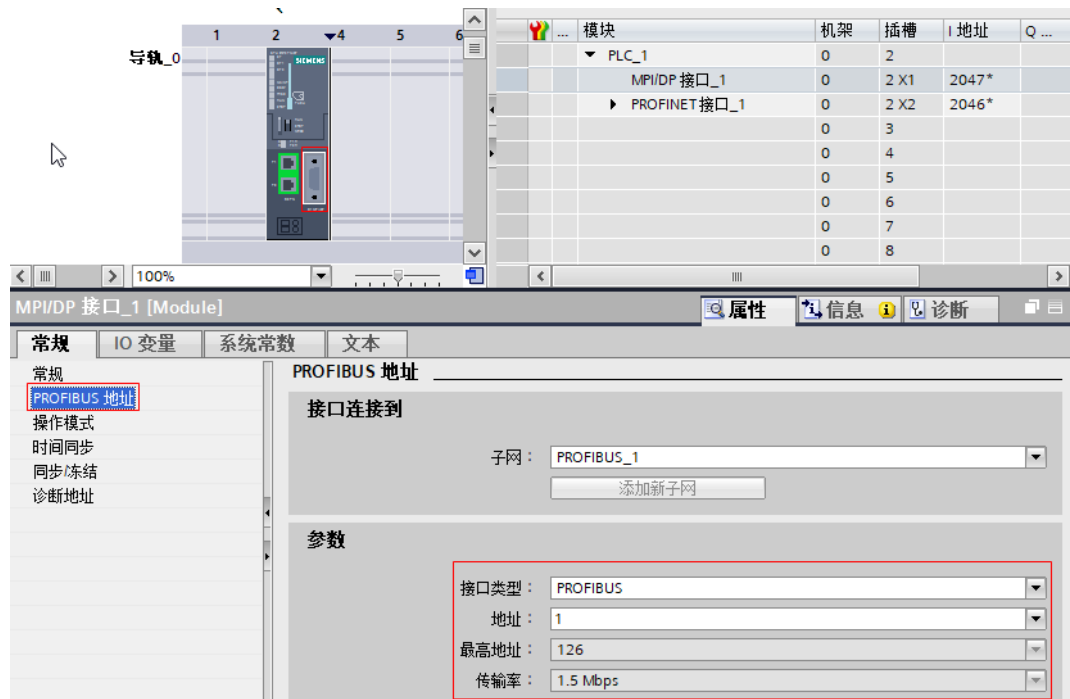 1 2 4 5 6
导轨_0
SIEMENS
... 模块 机架 插槽 I 地址 Q ...
PLC_1 0 2
MPI/DP 接口_1 0 2 X1 2047*
PROFINET接口_1 0 2 X2 2046*
0 3
0 4
0 5
0 6
0 7
0 8
100%
MPI/DP 接口_1 [Module]
属性 信息 诊断
常规 IO 变量 系统常数 文本
常规
PROFIBUS 地址
操作模式
时间同步
同步/冻结
诊断地址
PROFIBUS 地址
接口连接到
子网： PROFIBUS_1
添加新子网
参数
接口类型： PROFIBUS
地址： 1
最高地址： 126
传输率： 1.5 Mbps